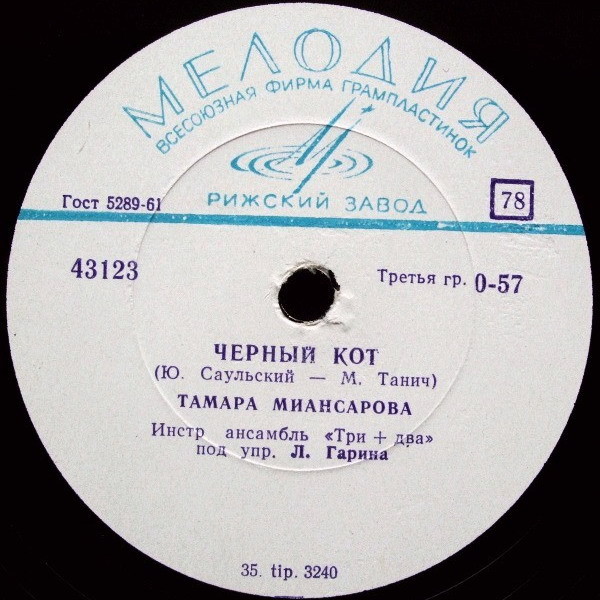 МЕЛОДИЯ
ВСЕСОЮЗНАЯ ФИРМА ГРАМПЛАСТИНОК
РИЖСКИЙ ЗАВОД
Гост 5289-61
78
43123
Третья гр. 0-57
ЧЕРНЫЙ КОТ
(Ю. Саульский — М. Танич)
ТАМАРА МИАНСАРОВА
Инстр ансамбль «Три + два»
под упр. Л. Гарина
35. tip. 3240